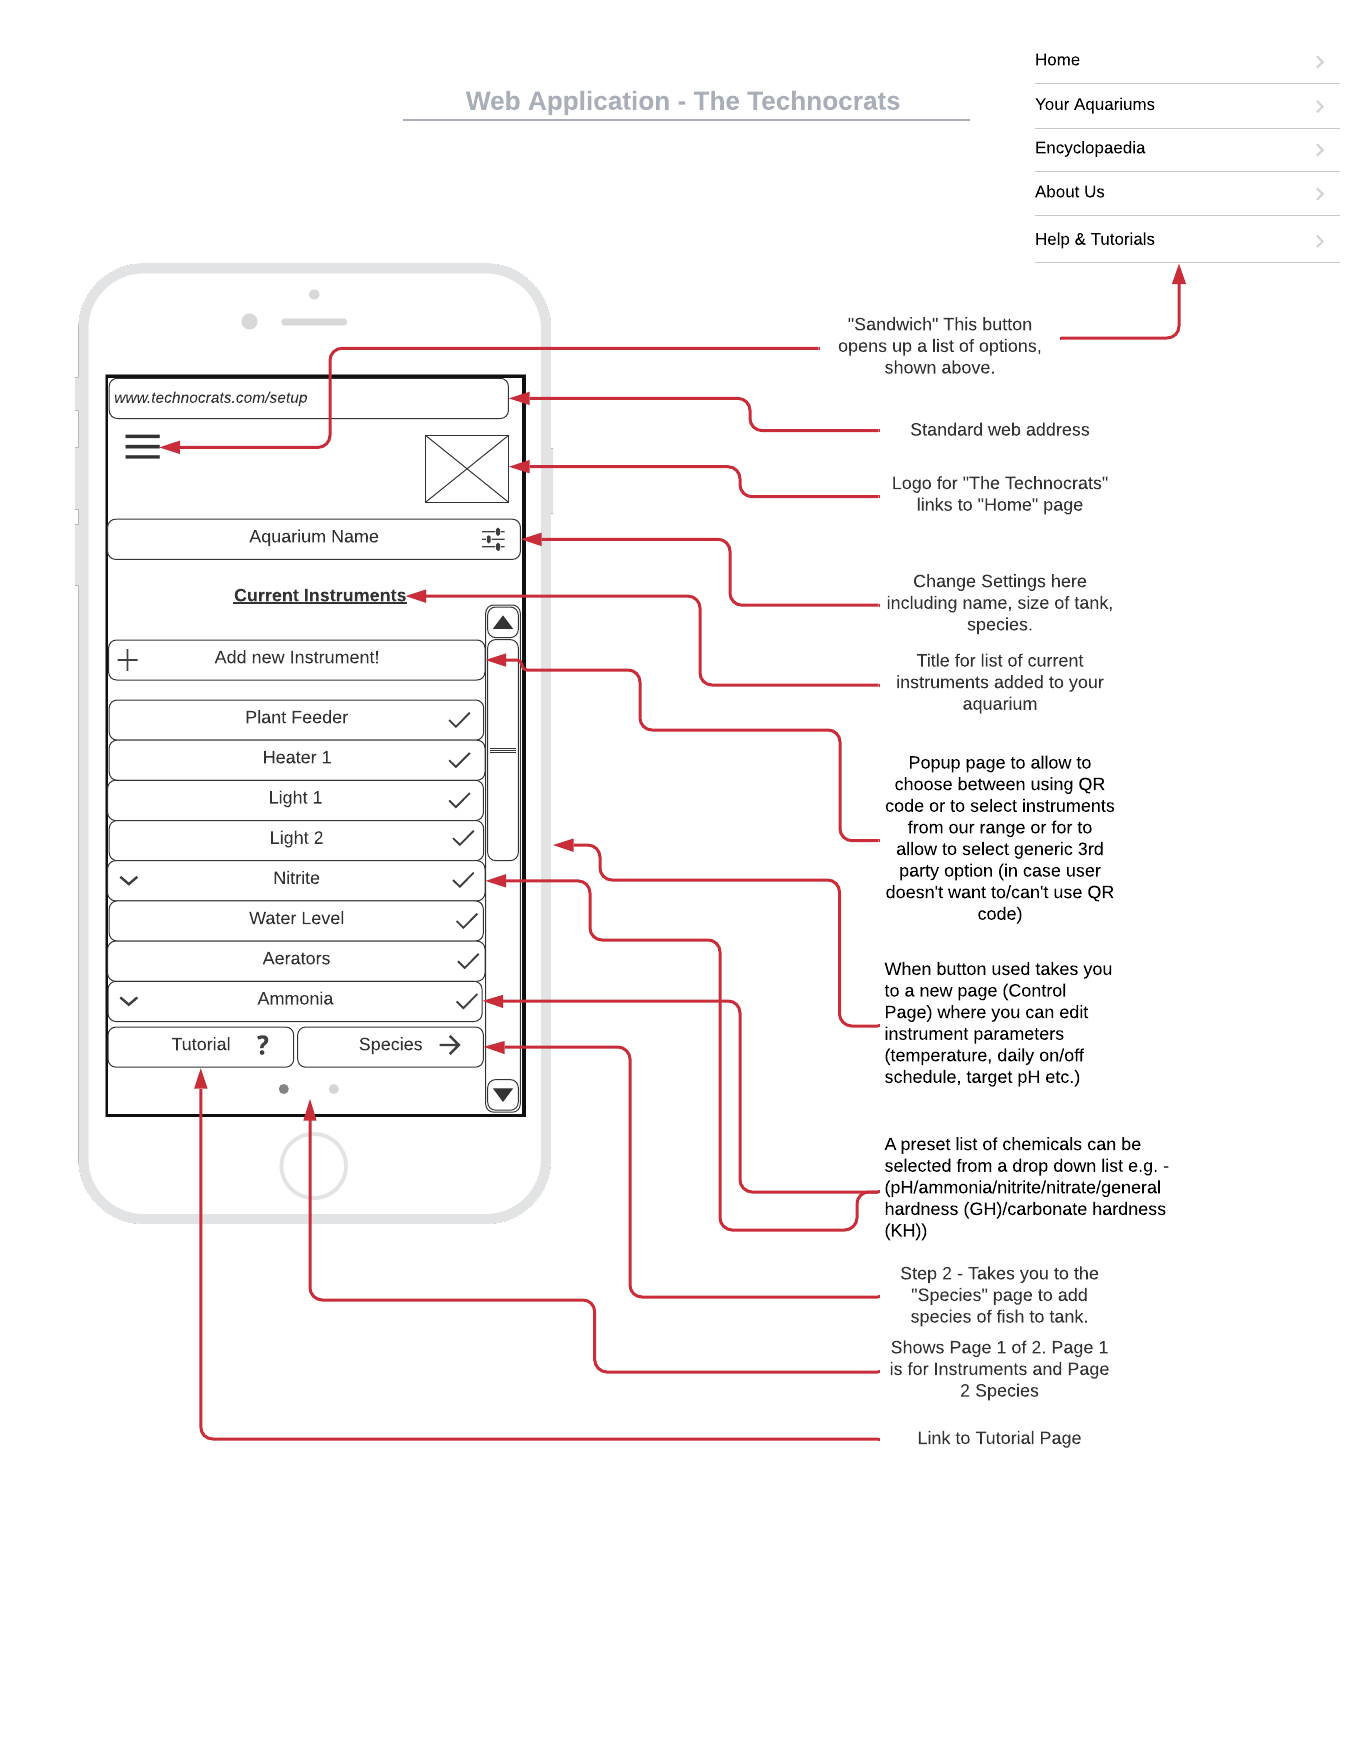 Home
Web Application - The Technocrats
Your Aquariums
Encyclopaedia
About Us
Help & Tutorials
"Sandwich" This button
opens up a list of options,
shown above.
www.technocrats.com/setup
Standard web address
Logo for "The Technocrats"
links to "Home" page
Aquarium Name
Change Settings here
including name, size of tank,
species.
Current Instruments
Title for list of current
instruments added to your
aquarium
Add new Instrument!
Plant Feeder
Heater 1
Light 1
Light 2
Nitrite
Water Level
Aerators
Ammonia
Tutorial ?
Species
Popup page to allow to
choose between using QR
code or to select instruments
from our range or for to
allow to select generic 3rd
party option (in case user
doesn't want to/can't use QR
code)
When button used takes you
to a new page (Control
Page) where you can edit
instrument parameters
(temperature, daily on/off
schedule, target pH etc.)
A preset list of chemicals can be
selected from a drop down list e.g. -
(pH/ammonia/nitrite/nitrate/general
hardness (GH)/carbonate hardness
(KH))
Step 2 - Takes you to the
"Species" page to add
species of fish to tank.
Shows Page 1 of 2. Page 1
is for Instruments and Page
2 Species
Link to Tutorial Page